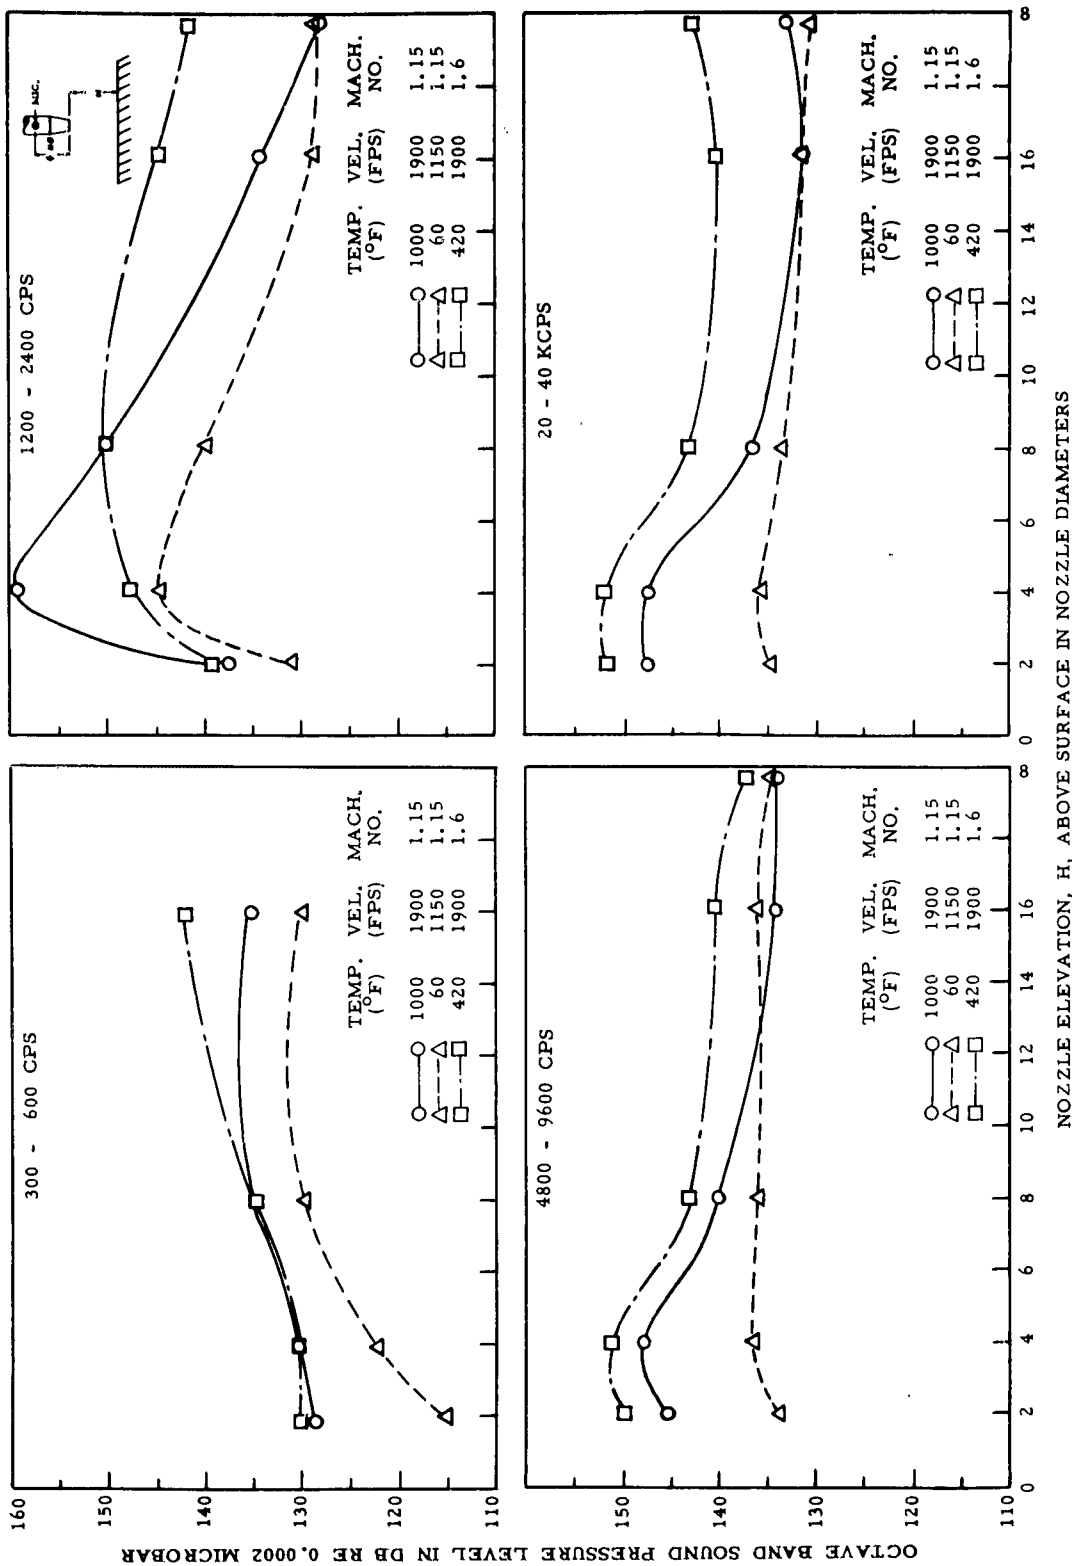 OCTAVE BAND SOUND PRESSURE LEVEL IN DB RE 0.0002 MICROBAR
160
150
140
130
120
110
300 - 600 CPS
TEMP. VEL. MACH.
(°F) (FPS) NO.
1000 1900 1.15
60 1150 1.15
420 1900 1.6
1200 - 2400 CPS
MIC.
TEMP. VEL. MACH.
(°F) (FPS) NO.
1000 1900 1.15
60 1150 1.15
420 1900 1.6
150
140
130
120
110
4800 - 9600 CPS
TEMP. VEL. MACH.
(°F) (FPS) NO.
1000 1900 1.15
60 1150 1.15
420 1900 1.6
0 2 4 6 8 10 12 14 16 8
20 - 40 KCPS
TEMP. VEL. MACH.
(°F) (FPS) NO.
1000 1900 1.15
60 1150 1.15
420 1900 1.6
0 2 4 6 8 10 12 14 16 8
NOZZLE ELEVATION, H, ABOVE SURFACE IN NOZZLE DIAMETERS